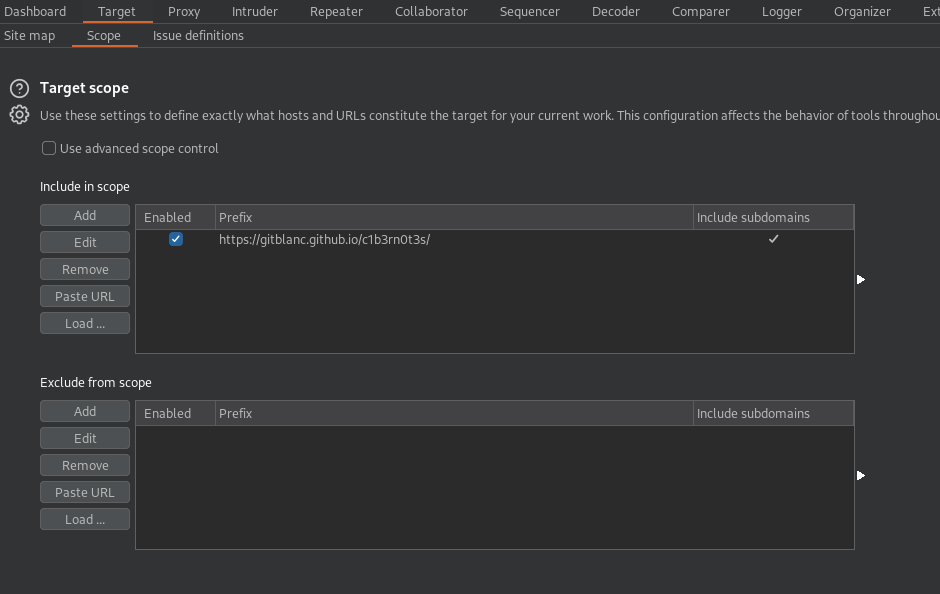 Dashboard Target Proxy Intruder Repeater Collaborator Sequencer Decoder Comparer Logger Organizer Ext
Site map Scope Issue definitions
Target scope
Use these settings to define exactly what hosts and URLs constitute the target for your current work. This configuration affects the behavior of tools throughou
Use advanced scope control
Include in scope
Add
Edit
Remove
Paste URL
Load ...
Enabled Prefix Include subdomains
https://gitblanc.github.io/c1b3rn0t3s/
Exclude from scope
Add
Edit
Remove
Paste URL
Load ...
Enabled Prefix Include subdomains